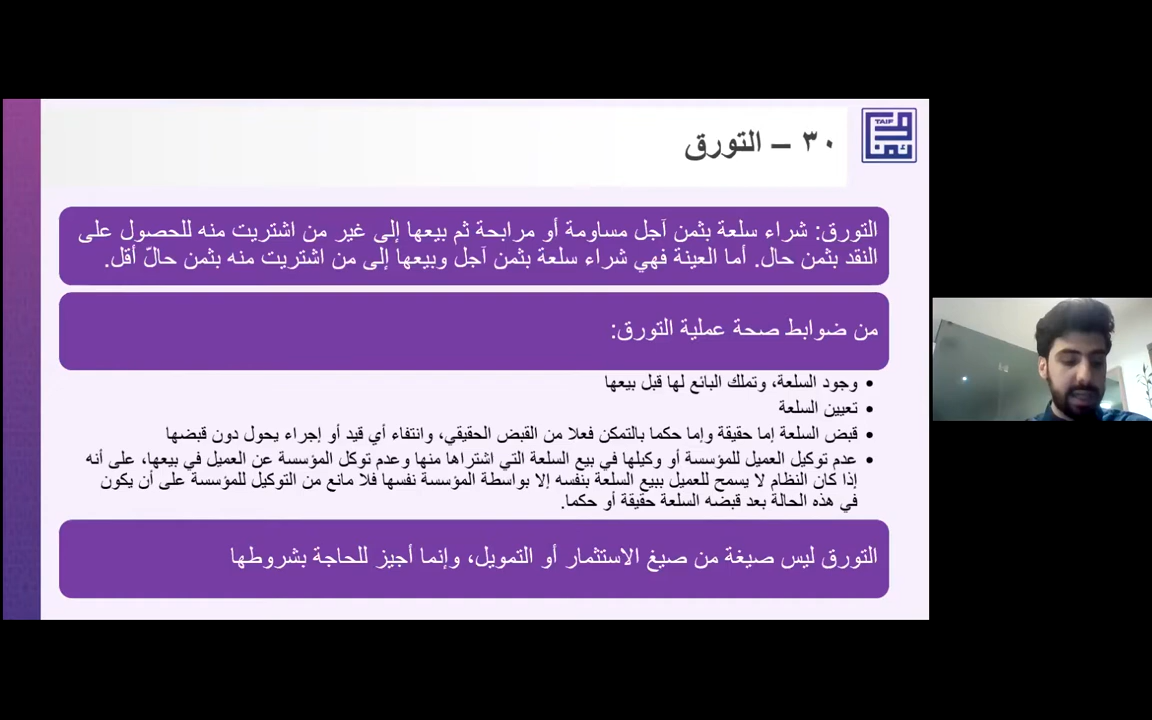 TAIF
٣٠ – التورق
التورق: شراء سلعة بثمن آجل مساومة أو مرابحة ثم بيعها إلى غير من اشتريت منه للحصول على
النقد بثمن حال. أما العينة فهي شراء سلعة بثمن آجل وبيعها إلى من اشتريت منه بثمن حالّ أقل.
من ضوابط صحة عملية التورق:
• وجود السلعة، وتملك البائع لها قبل بيعها
• تعيين السلعة
• قبض السلعة إما حقيقة وإما حكما بالتمكن فعلا من القبض الحقيقي، وانتفاء أي قيد أو إجراء يحول دون قبضها
• عدم توكيل العميل للمؤسسة أو وكيلها في بيع السلعة التي اشتراها منها وعدم توكل المؤسسة عن العميل في بيعها، على أنه
إذا كان النظام لا يسمح للعميل ببيع السلعة بنفسه إلا بواسطة المؤسسة نفسها فلا مانع من التوكيل للمؤسسة على أن يكون
في هذه الحالة بعد قبضه السلعة حقيقة أو حكما.
التورق ليس صيغة من صيغ الاستثمار أو التمويل، وإنما أجيز للحاجة بشروطها